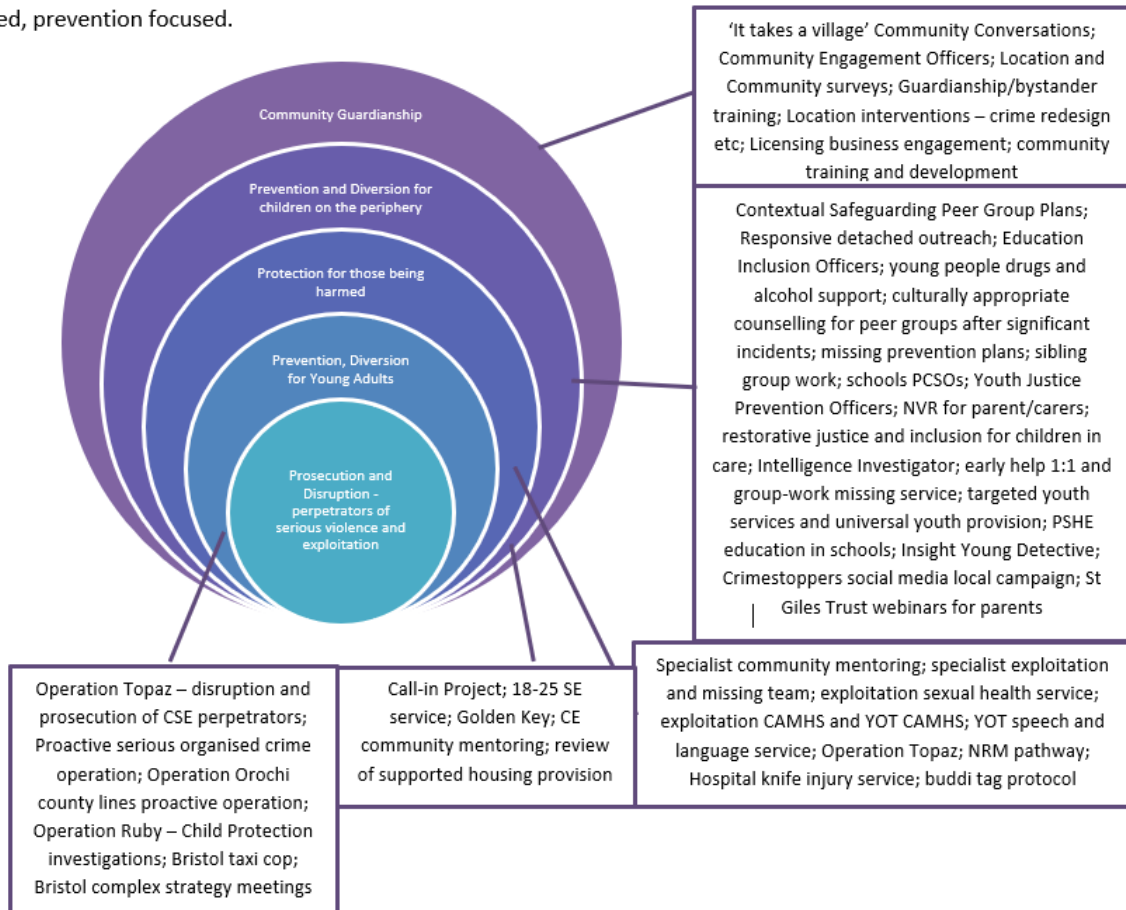 ed, prevention focused.
Community Guardianship
Prevention and Diversion for
children on the periphery
Protection for those being
harmed
Prevention, Diversion
for Young Adults
Prosecution and
Disruption -
perpetrators of
serious violence and
exploitation
‘It takes a village’ Community Conversations;
Community Engagement Officers; Location and
Community surveys; Guardianship/bystander
training; Location interventions – crime redesign
etc; Licensing business engagement; community
training and development
Contextual Safeguarding Peer Group Plans;
Responsive detached outreach; Education
Inclusion Officers; young people drugs and
alcohol support; culturally appropriate
counselling for peer groups after significant
incidents; missing prevention plans; sibling
group work; schools PCSOs; Youth Justice
Prevention Officers; NVR for parent/carers;
restorative justice and inclusion for children in
care; Intelligence Investigator; early help 1:1 and
group-work missing service; targeted youth
services and universal youth provision; PSHE
education in schools; Insight Young Detective;
Crimestoppers social media local campaign; St
Giles Trust webinars for parents
Specialist community mentoring; specialist exploitation
and missing team; exploitation sexual health service;
exploitation CAMHS and YOT CAMHS; YOT speech and
language service; Operation Topaz; NRM pathway;
Hospital knife injury service; buddi tag protocol
Call-in Project; 18-25 SE
service; Golden Key; CE
community mentoring; review
of supported housing provision
Operation Topaz – disruption and
prosecution of CSE perpetrators;
Proactive serious organised crime
operation; Operation Orochi
county lines proactive operation;
Operation Ruby – Child Protection
investigations; Bristol taxi cop;
Bristol complex strategy meetings